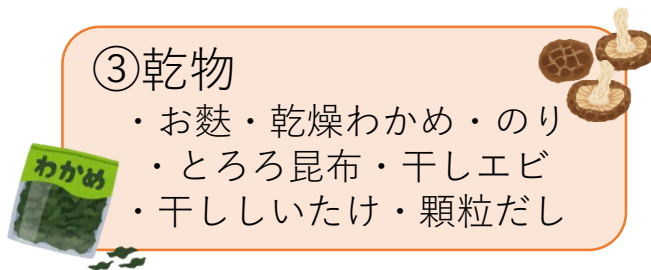 ③乾物
・お麩・乾燥わかめ・のり
・とろろ昆布・干しエビ
・干ししいたけ・顆粒だし
わかめ